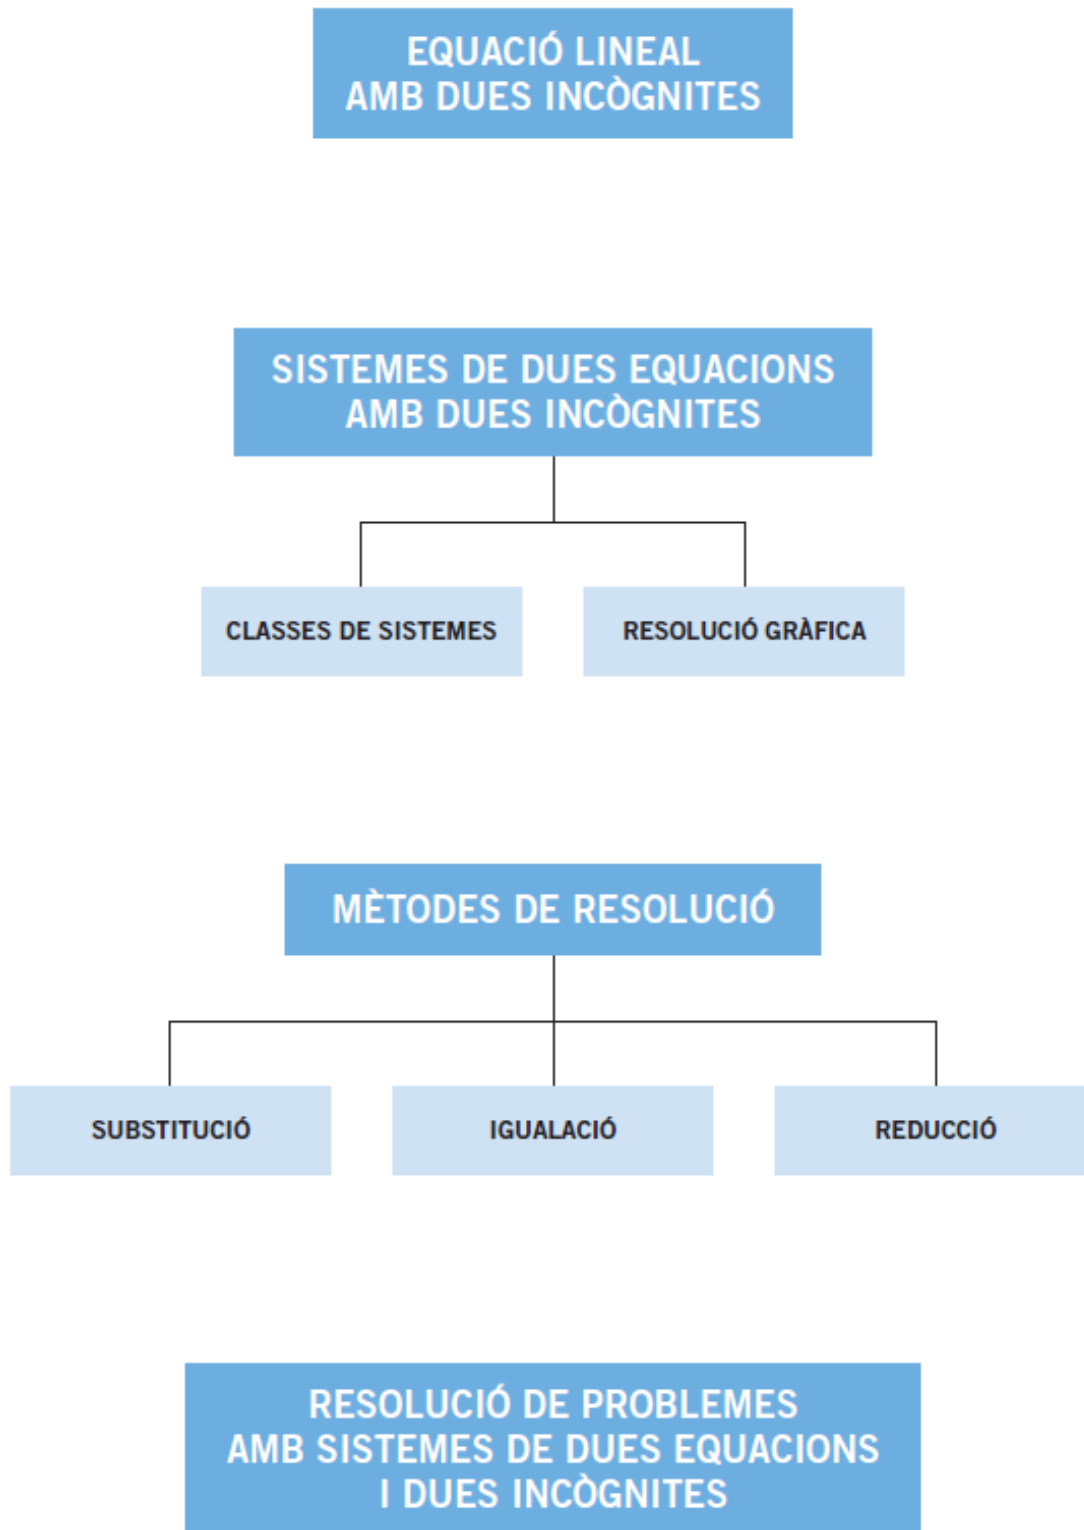 EQUACIÓ LINEAL
AMB DUES INCÒGNITES
SISTEMES DE DUES EQUACIONS
AMB DUES INCÒGNITES
CLASSES DE SISTEMES
RESOLUCIÓ GRÀFICA
MÈTODES DE RESOLUCIÓ
SUBSTITUCIÓ
IGUALACIÓ
REDUCCIÓ
RESOLUCIÓ DE PROBLEMES
AMB SISTEMES DE DUES EQUACIONS
I DUES INCÒGNITES